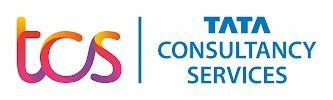 tcs
TATA
CONSULTANCY
SERVICES